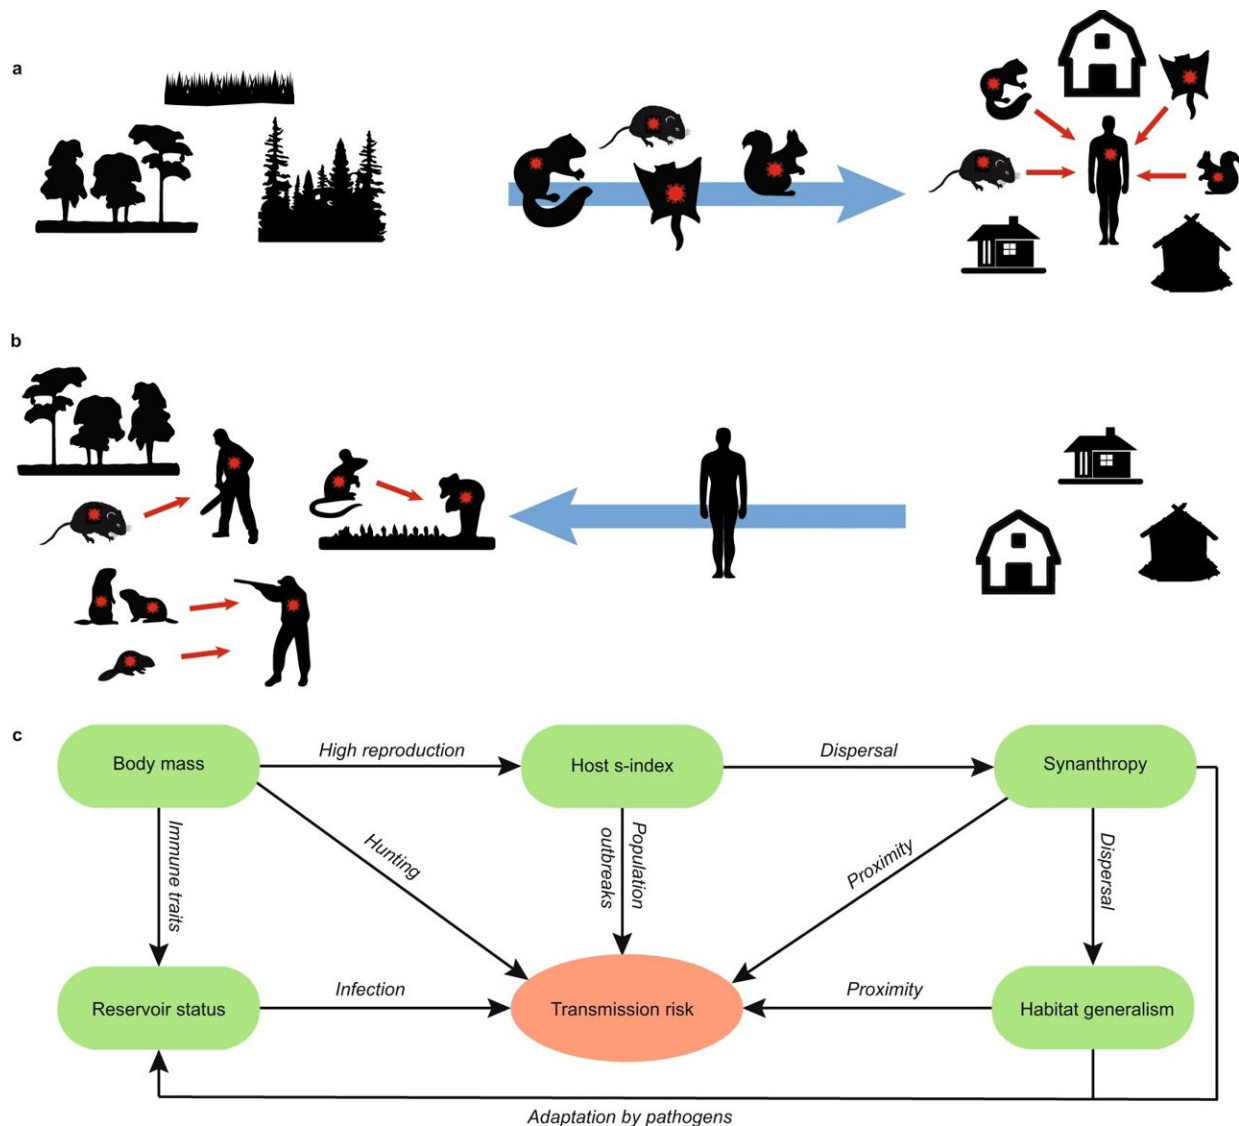 a
b
c
Body mass
High reproduction
Host s-index
Dispersal
Synanthropy
Immune traits
Hunting
Population
outbreaks
Proximity
Dispersal
Reservoir status
Infection
Transmission risk
Proximity
Habitat generalism
Adaptation by pathogens